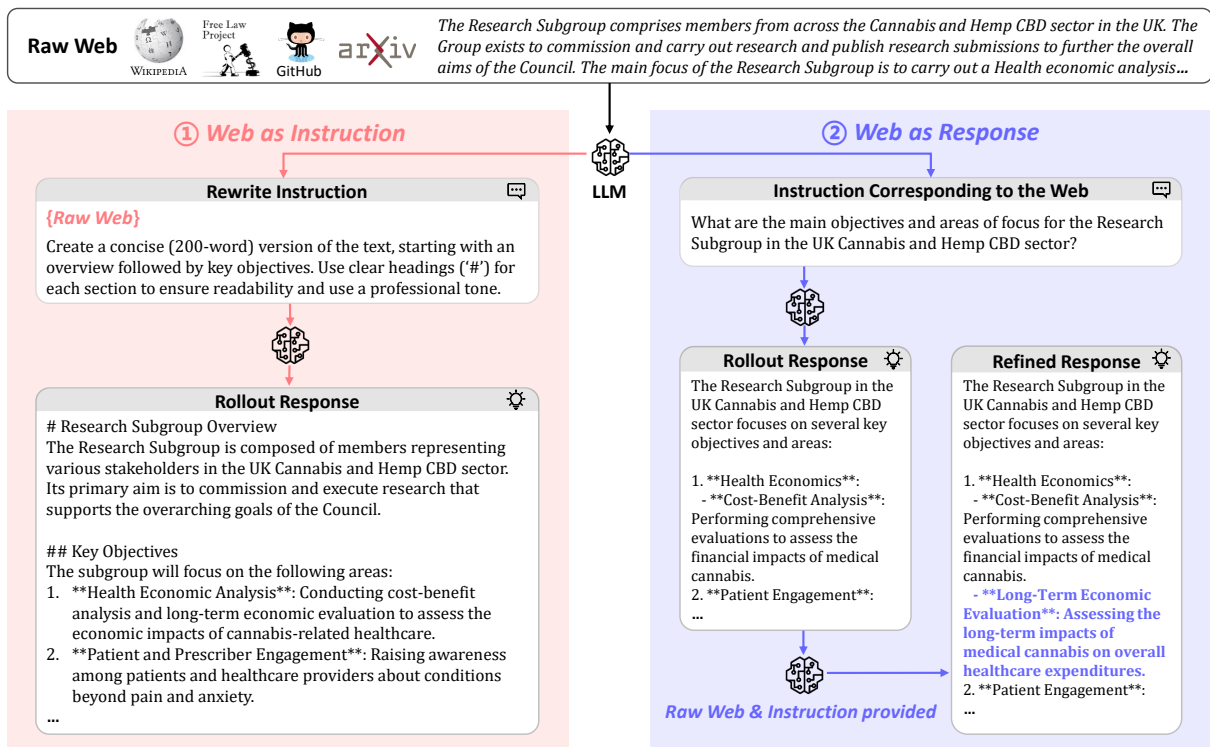 Raw Web
WIKIPEDIA
Free Law
Project
GitHub
arXiv
The Research Subgroup comprises members from across the Cannabis and Hemp CBD sector in the UK. The
Group exists to commission and carry out research and publish research submissions to further the overall
aims of the Council. The main focus of the Research Subgroup is to carry out a Health economic analysis...
① Web as Instruction
LLM
Rewrite Instruction
{Raw Web}
Create a concise (200-word) version of the text, starting with an
overview followed by key objectives. Use clear headings (‘#’) for
each section to ensure readability and use a professional tone.
Rollout Response
# Research Subgroup Overview
The Research Subgroup is composed of members representing
various stakeholders in the UK Cannabis and Hemp CBD sector.
Its primary aim is to commission and execute research that
supports the overarching goals of the Council.
## Key Objectives
The subgroup will focus on the following areas:
1. **Health Economic Analysis**: Conducting cost-benefit
analysis and long-term economic evaluation to assess the
economic impacts of cannabis-related healthcare.
2. **Patient and Prescriber Engagement**: Raising awareness
among patients and healthcare providers about conditions
beyond pain and anxiety.
...
② Web as Response
Instruction Corresponding to the Web
What are the main objectives and areas of focus for the Research
Subgroup in the UK Cannabis and Hemp CBD sector?
Rollout Response
The Research Subgroup in the
UK Cannabis and Hemp CBD
sector focuses on several key
objectives and areas:
1. **Health Economics**:
- **Cost-Benefit Analysis**:
Performing comprehensive
evaluations to assess the
financial impacts of medical
cannabis.
2. **Patient Engagement**:
...
Raw Web & Instruction provided
Refined Response
The Research Subgroup in the
UK Cannabis and Hemp CBD
sector focuses on several key
objectives and areas:
1. **Health Economics**:
- **Cost-Benefit Analysis**:
Performing comprehensive
evaluations to assess the
financial impacts of medical
cannabis.
- **Long-Term Economic
Evaluation**: Assessing the
long-term impacts of
medical cannabis on overall
healthcare expenditures.
2. **Patient Engagement**:
...